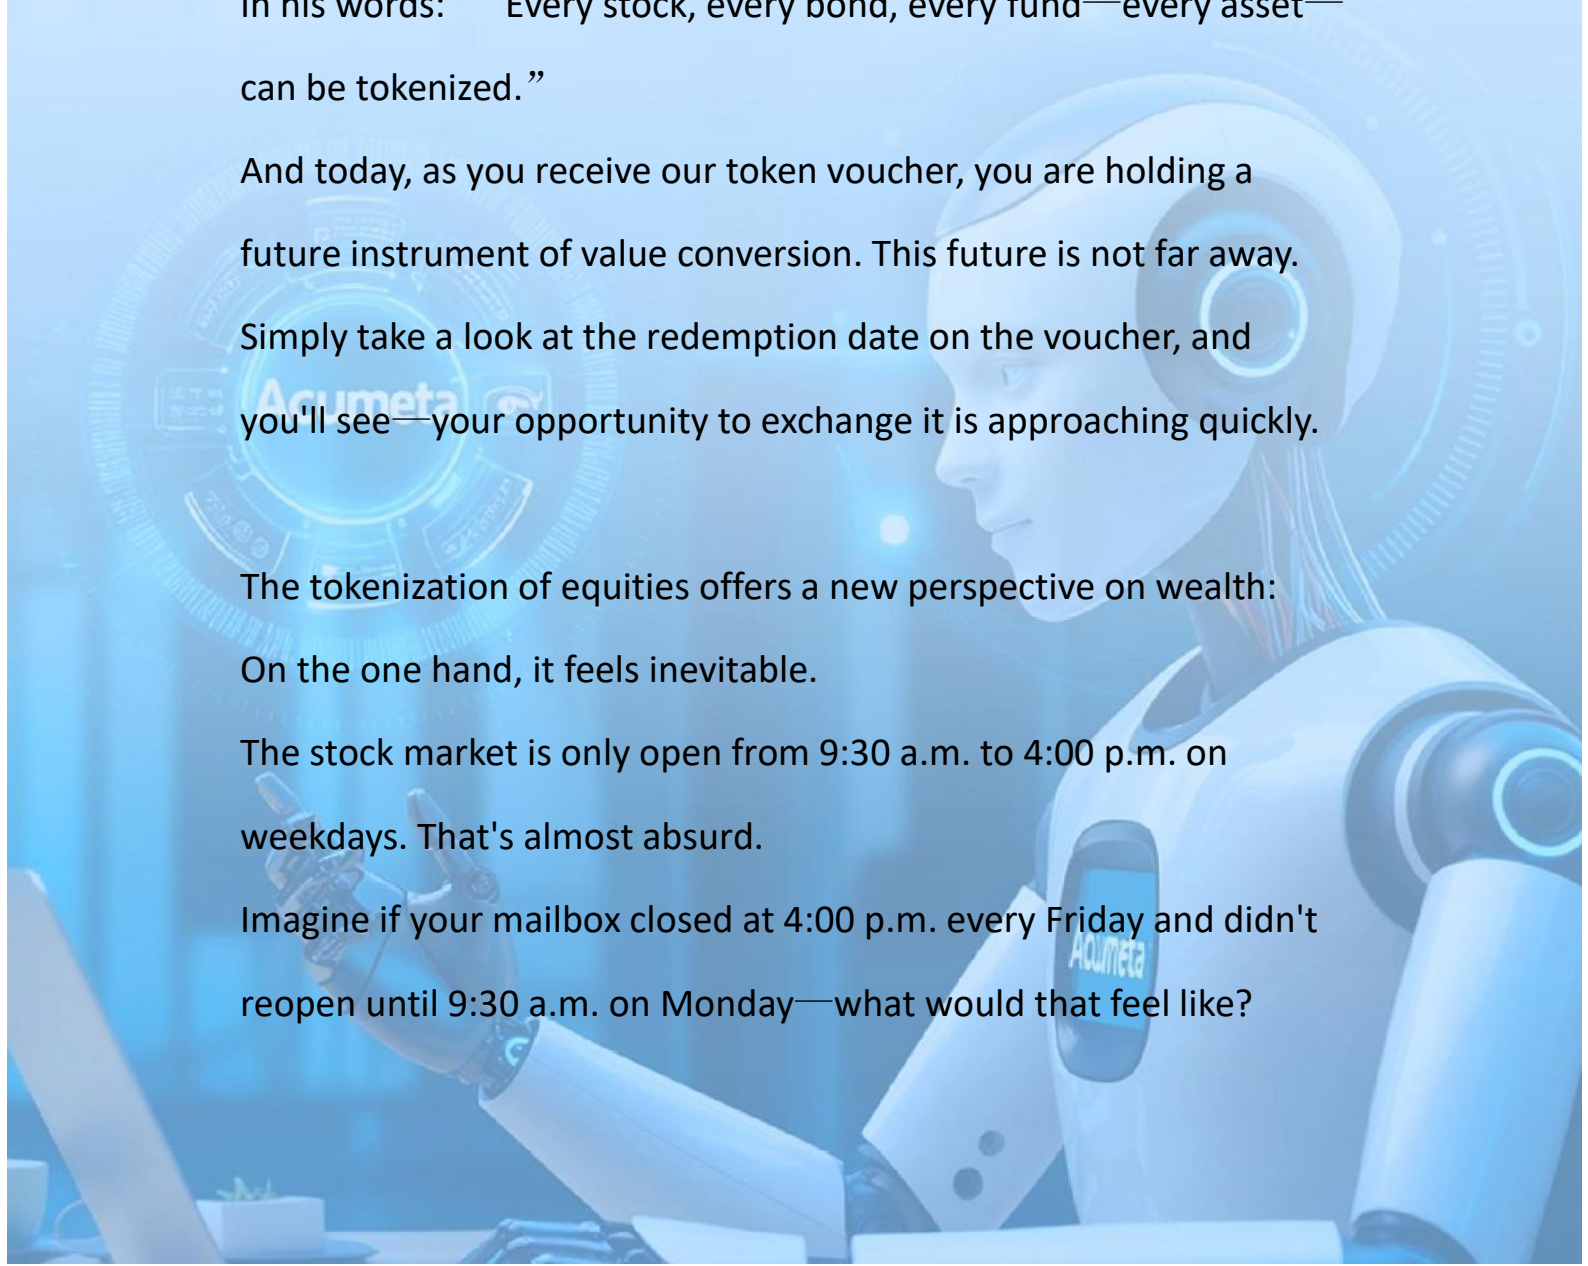 In his words: “Every stock, every bond, every fund—every asset—
can be tokenized.”
And today, as you receive our token voucher, you are holding a
future instrument of value conversion. This future is not far away.
Simply take a look at the redemption date on the voucher, and
Acumeta
you'll see—your opportunity to exchange it is approaching quickly.
The tokenization of equities offers a new perspective on wealth:
On the one hand, it feels inevitable.
The stock market is only open from 9:30 a.m. to 4:00 p.m. on
weekdays. That's almost absurd.
Imagine if your mailbox closed at 4:00 p.m. every Friday and didn't
Acumeta
reopen until 9:30 a.m. on Monday—what would that feel like?